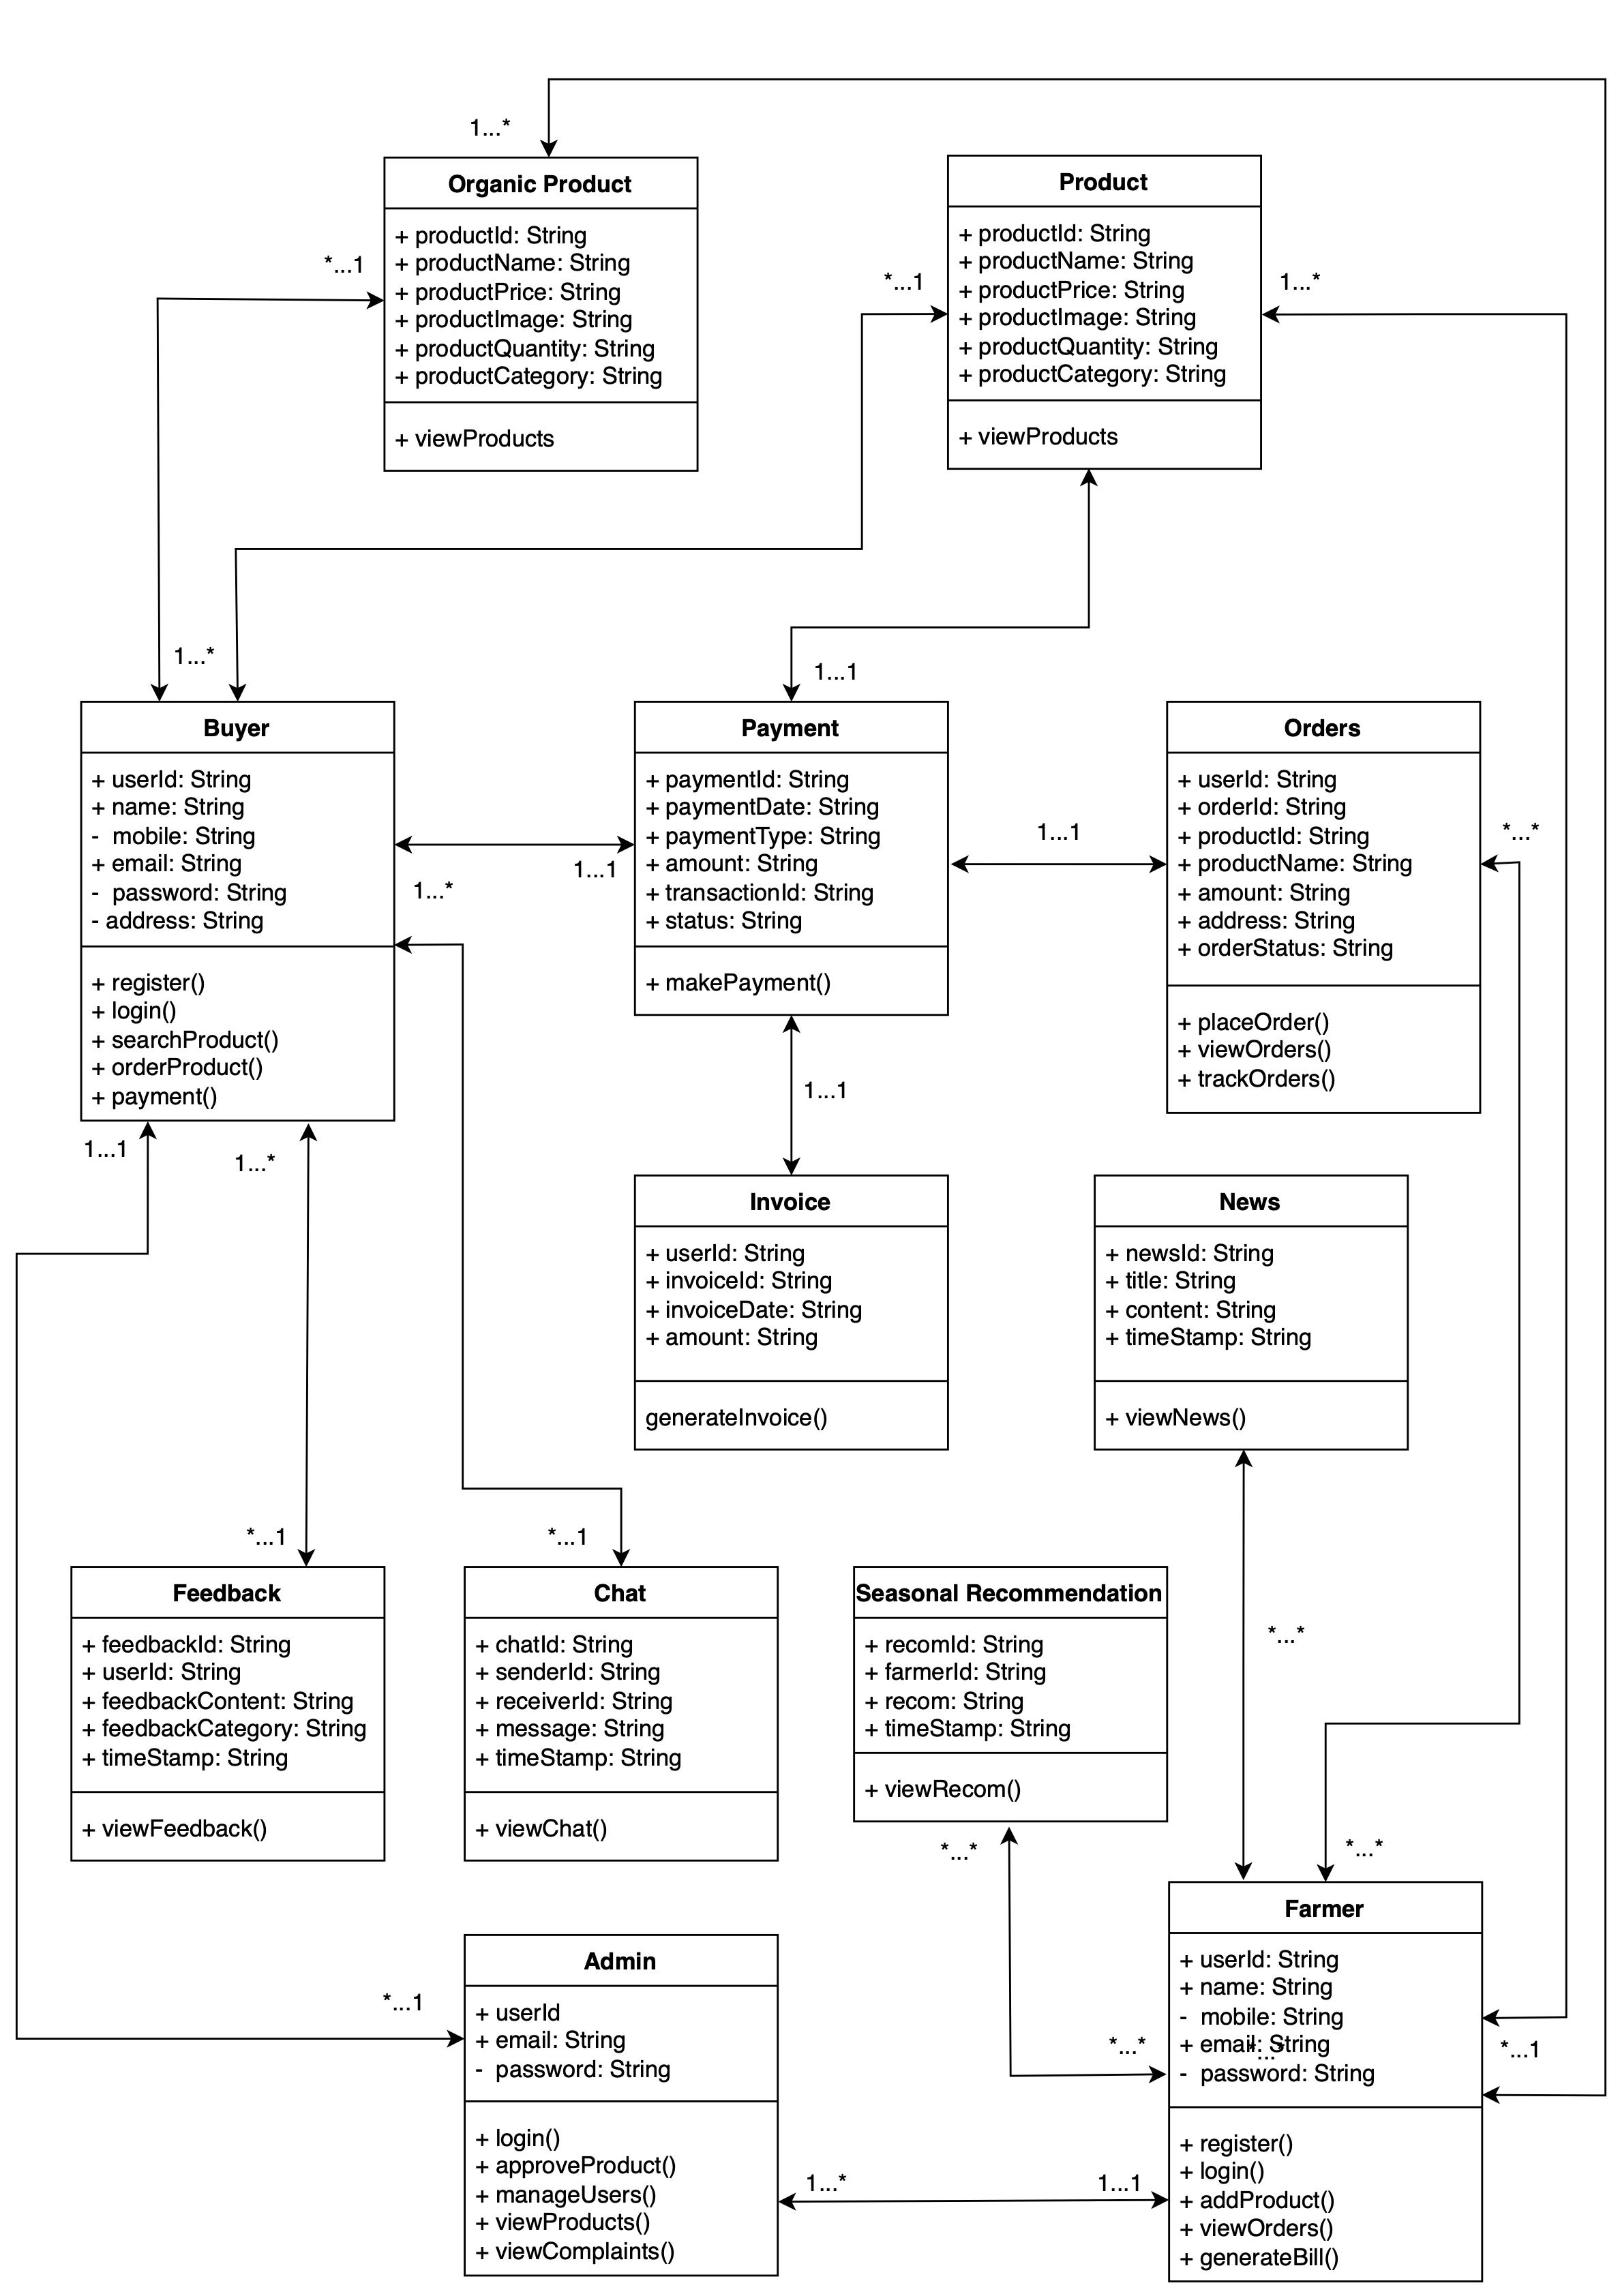 1...*
Organic Product
+ productId: String
+ productName: String
+ productPrice: String
+ productImage: String
+ productQuantity: String
+ productCategory: String
+ viewProducts
*...1
Product
+ productId: String
+ productName: String
+ productPrice: String
+ productImage: String
+ productQuantity: String
+ productCategory: String
+ viewProducts
*...1
1...*
1...*
1...1
Buyer
+ userId: String
+ name: String
- mobile: String
+ email: String
- password: String
- address: String
+ register()
+ login()
+ searchProduct()
+ orderProduct()
+ payment()
1...1
1...*
Payment
+ paymentId: String
+ paymentDate: String
+ paymentType: String
+ amount: String
+ transactionId: String
+ status: String
+ makePayment()
1...1
Orders
+ userId: String
+ orderId: String
+ productId: String
+ productName: String
+ amount: String
+ address: String
+ orderStatus: String
+ placeOrder()
+ viewOrders()
+ trackOrders()
*...*
1...1
1...*
1...1
Invoice
+ userId: String
+ invoiceId: String
+ invoiceDate: String
+ amount: String
generateInvoice()
News
+ newsId: String
+ title: String
+ content: String
+ timeStamp: String
+ viewNews()
*...1
*...1
*...*
Feedback
+ feedbackId: String
+ userId: String
+ feedbackContent: String
+ feedbackCategory: String
+ timeStamp: String
+ viewFeedback()
Chat
+ chatId: String
+ senderId: String
+ receiverId: String
+ message: String
+ timeStamp: String
+ viewChat()
Seasonal Recommendation
+ recomId: String
+ farmerId: String
+ recom: String
+ timeStamp: String
+ viewRecom()
*...*
*...*
*...1
Admin
+ userId
+ email: String
- password: String
+ login()
+ approveProduct()
+ manageUsers()
+ viewProducts()
+ viewComplaints()
*...*
1...*
1...1
Farmer
+ userId: String
+ name: String
- mobile: String
+ email: String
*...*
- password: String
+ register()
+ login()
+ addProduct()
+ viewOrders()
+ generateBill()
*...1